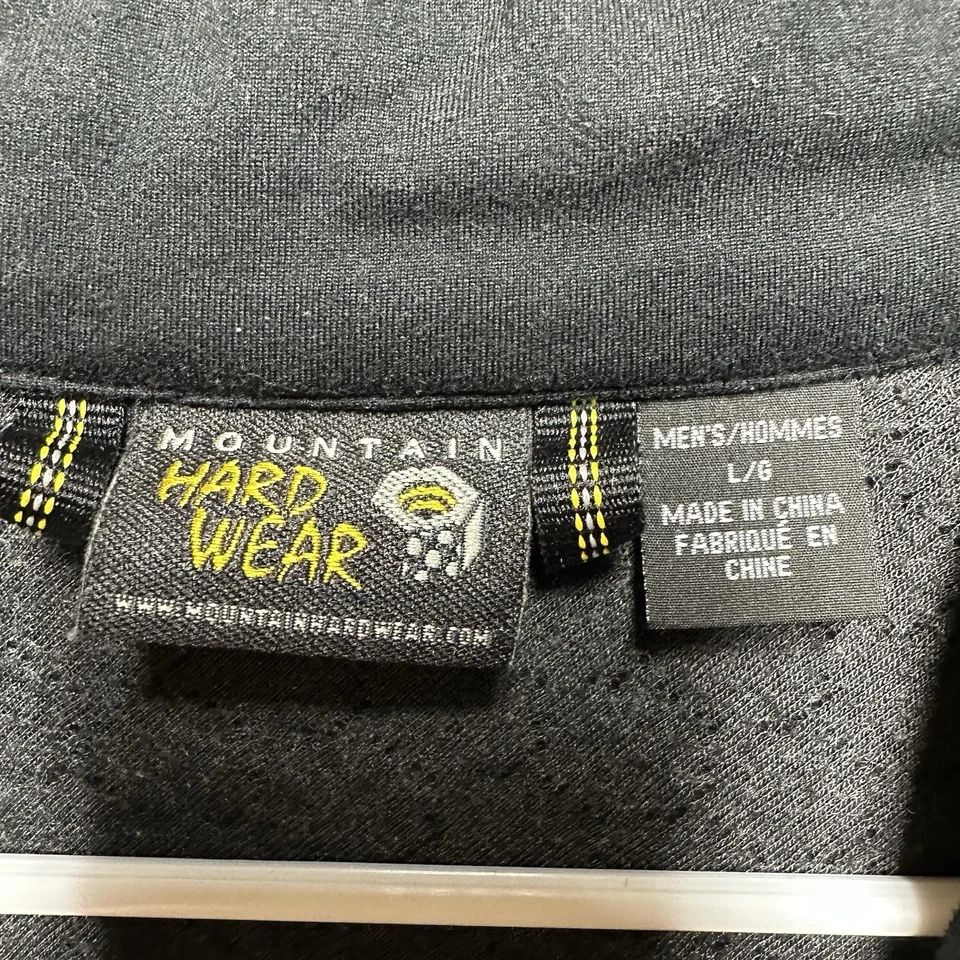 MOUNTAIN
HARD
WEAR
WWW.MOUNTAINHARDWEAR.COM
MEN'S/HOMMES
L/G
MADE IN CHINA
FABRIQUÉ EN
CHINE